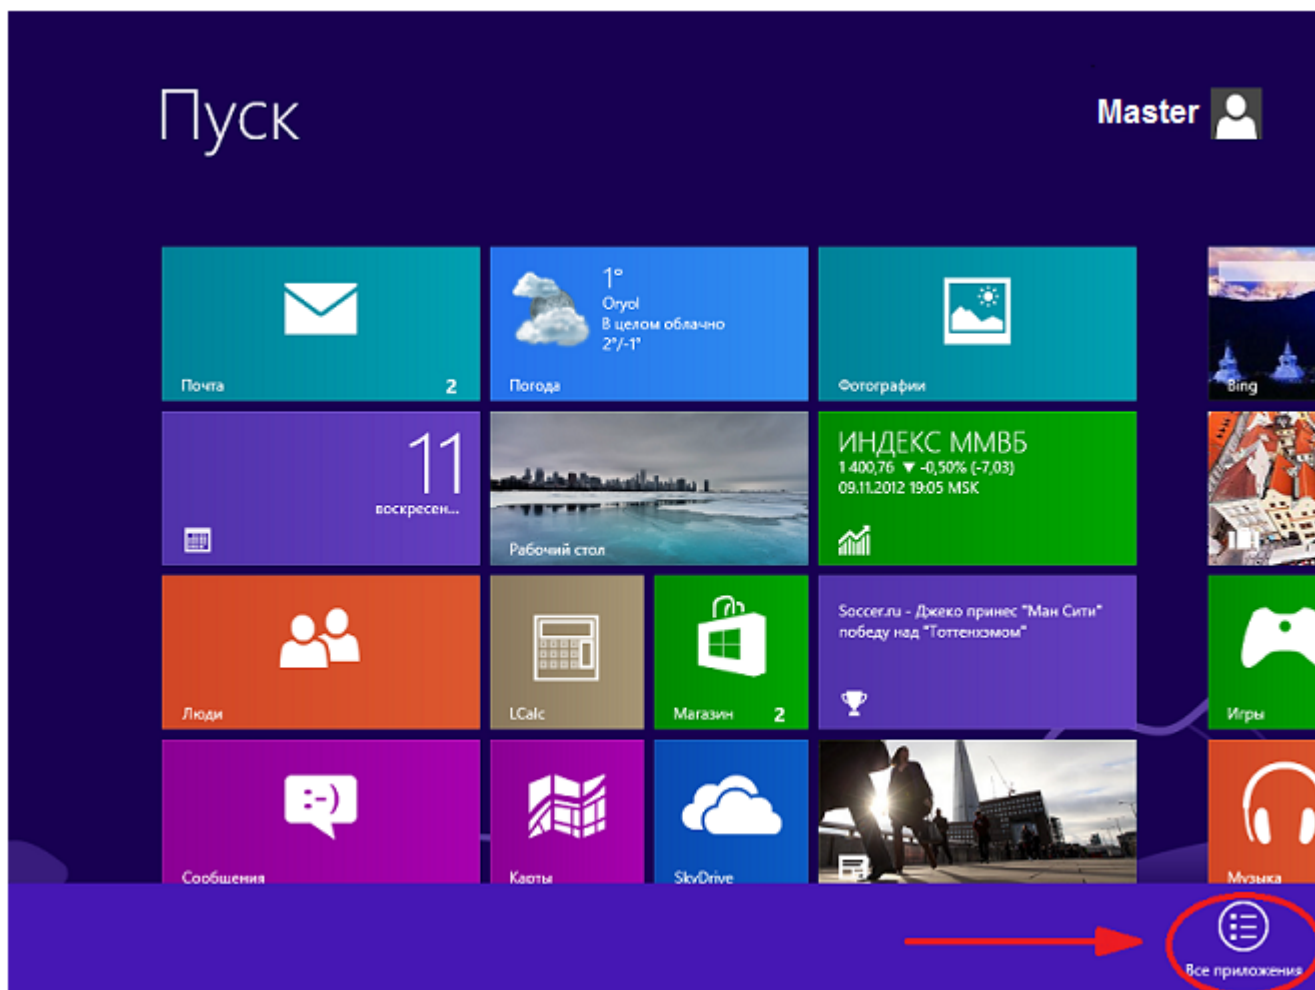 Пуск
Master
Почта
2
1°
Oryol
В целом облачно
2°/-1°
Погода
Фотографии
Bing
11
воскресен...
Рабочий стол
ИНДЕКС ММВБ
1 400,76 ▼ -0,50% (-7,03)
09.11.2012 19:05 MSK
Люди
LCalc
Магазин
2
Soccer.ru - Джеко принес "Ман Сити"
победу над "Тоттенхэмом"
Игры
:-)
Сообщения
Карты
SkyDrive
Музыка
Все приложения